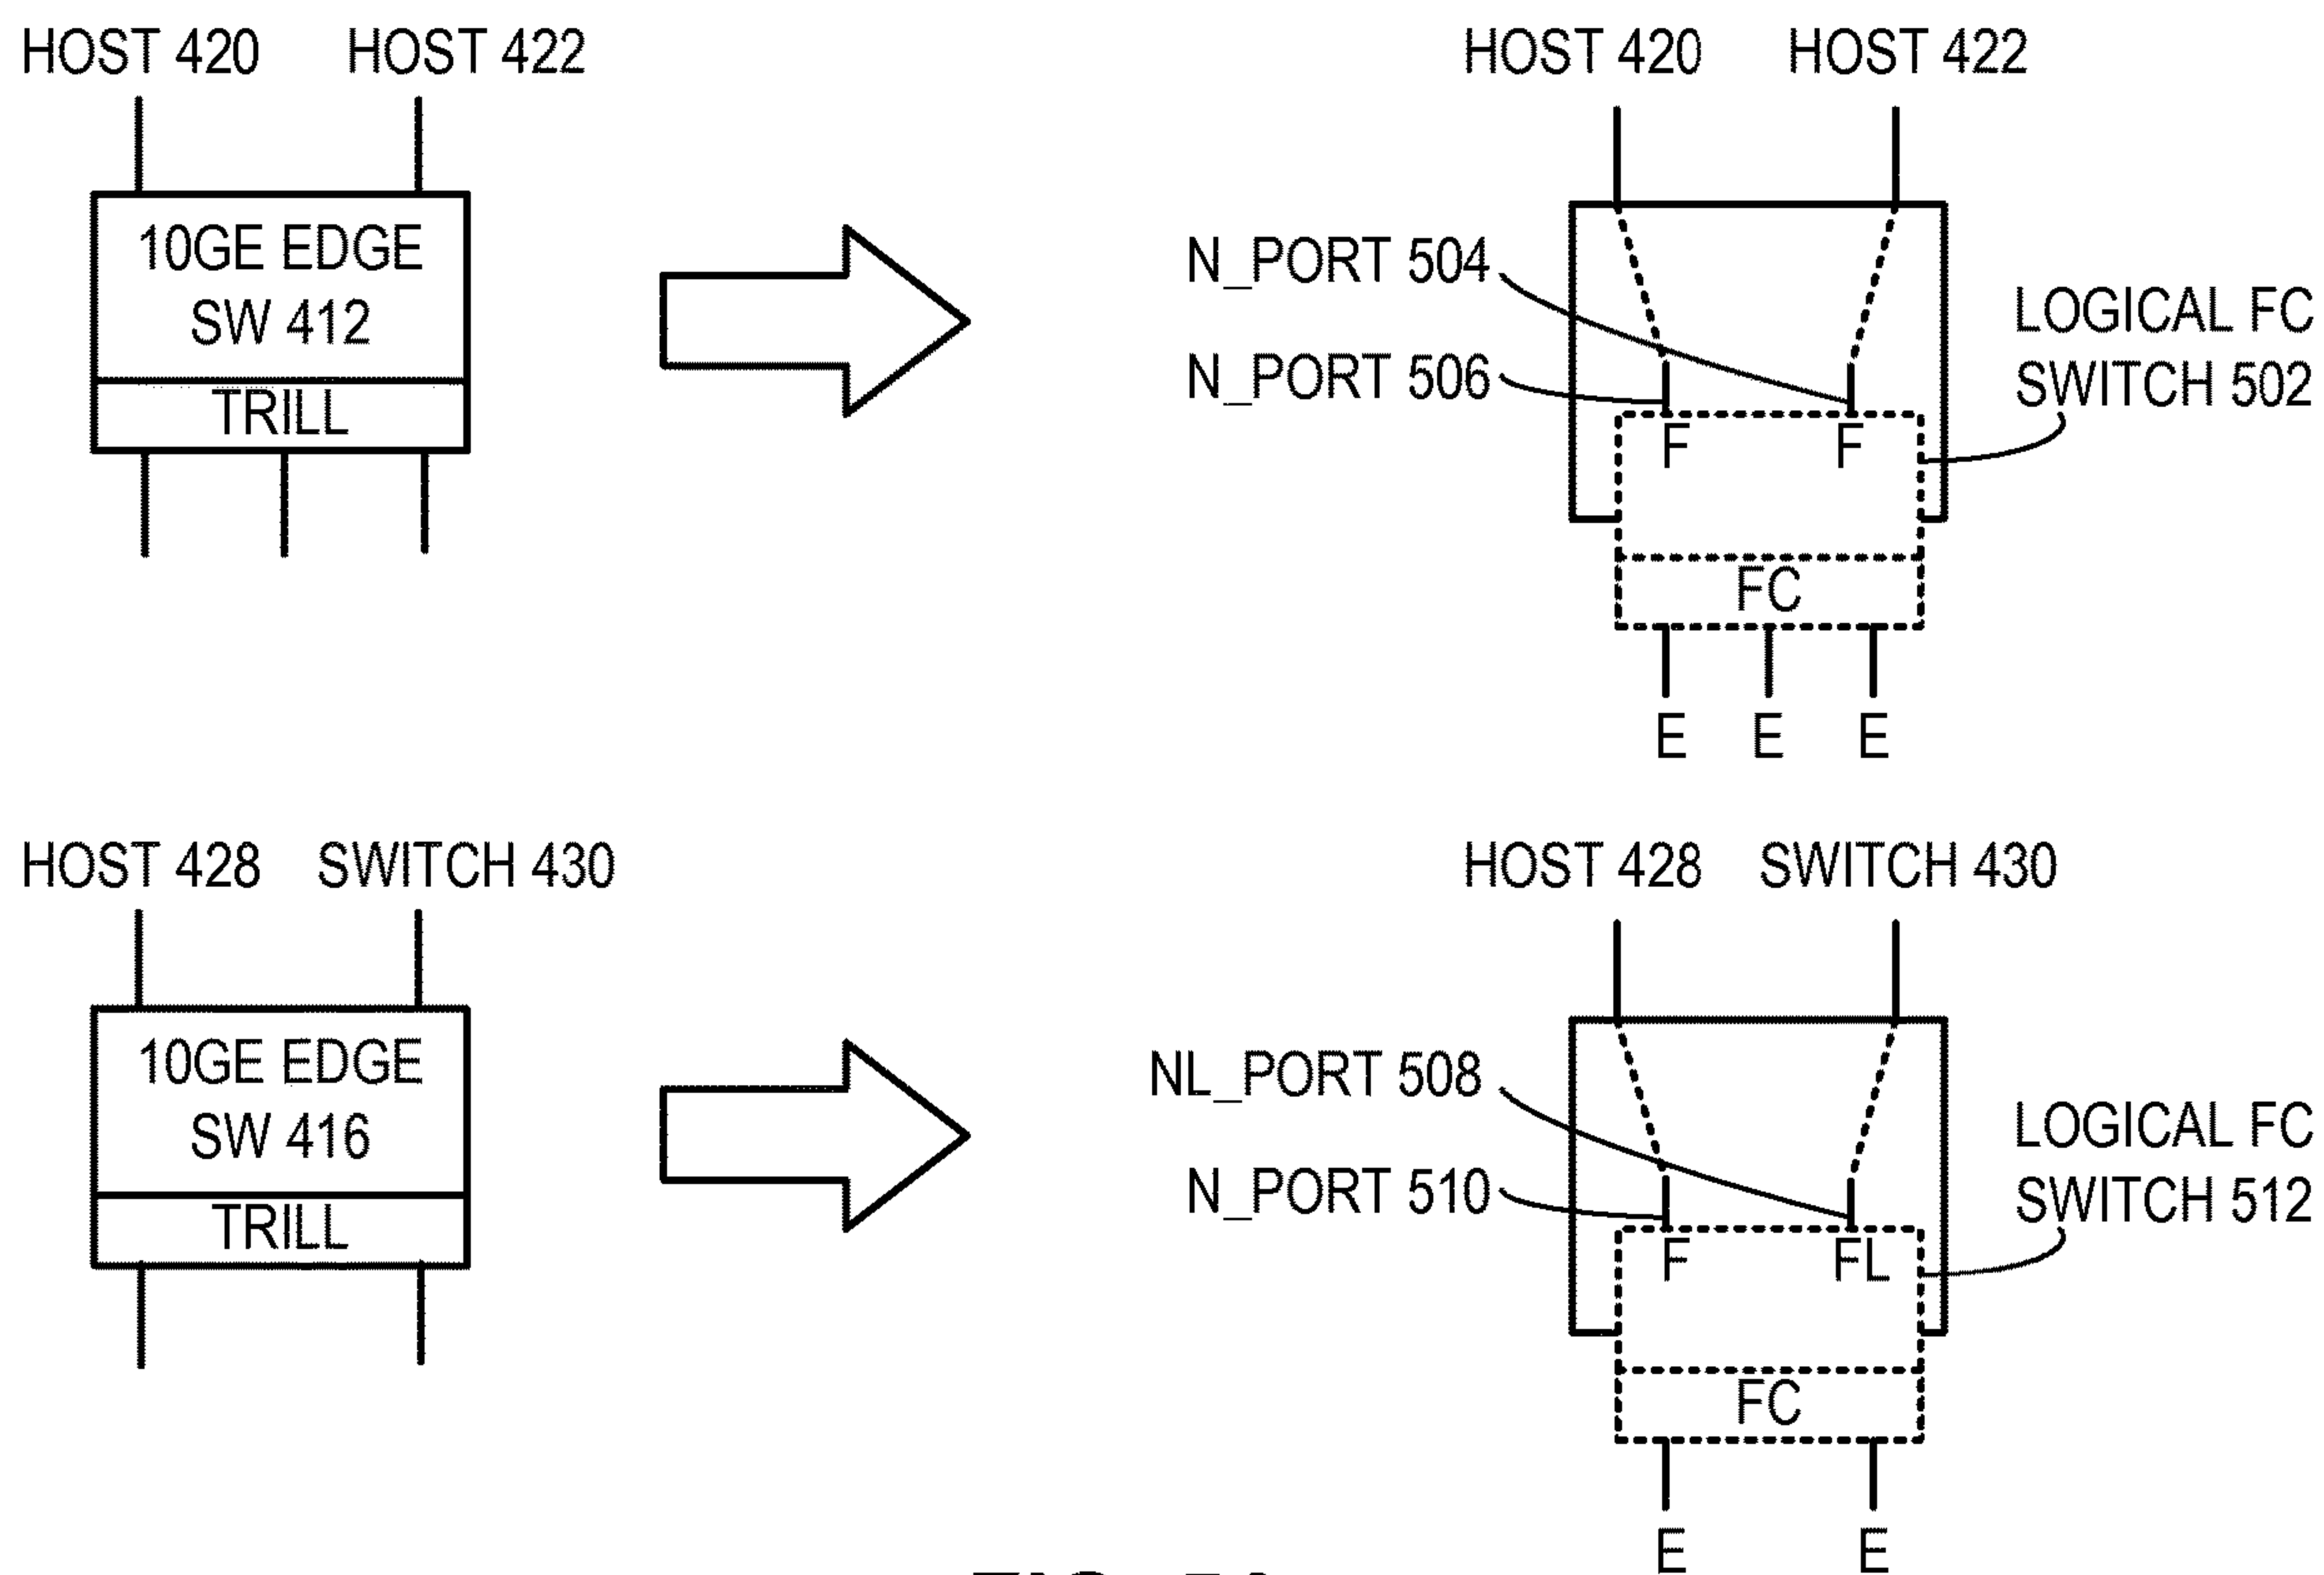 HOST 420 HOST 422
10GE EDGE
SW 412
TRILL
HOST 420 HOST 422
N_PORT 504
N_PORT 506
LOGICAL FC
SWITCH 502
F F
FC
E E E
HOST 428 SWITCH 430
10GE EDGE
SW 416
TRILL
HOST 428 SWITCH 430
NL_PORT 508
N_PORT 510
LOGICAL FC
SWITCH 512
F FL
FC
E E